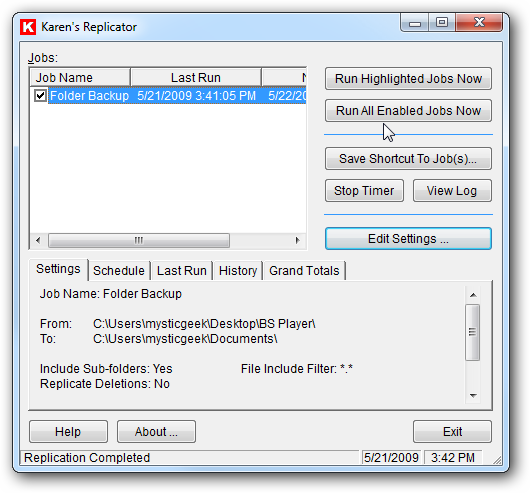 K Karen's Replicator
Jobs:
Job Name Last Run N
Folder Backup 5/21/2009 3:41:05 PM 5/22/20
Run Highlighted Jobs Now
Run All Enabled Jobs Now
Save Shortcut To Job(s)...
Stop Timer View Log
Edit Settings ...
Settings Schedule Last Run History Grand Totals
Job Name: Folder Backup
From: C:\Users\mysticgeek\Desktop\BS Player\
To: C:\Users\mysticgeek\Documents\
Include Sub-folders: Yes File Include Filter: *.*
Replicate Deletions: No
Help About ... Exit
Replication Completed 5/21/2009 3:42 PM